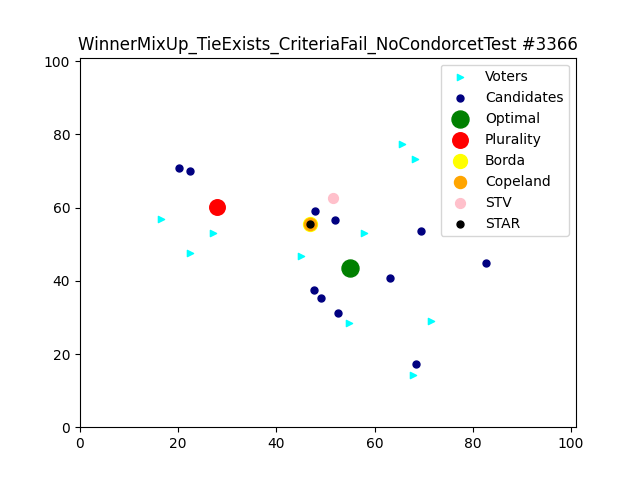 WinnerMixUp_TieExists_CriteriaFail_NoCondorcetTest #3366
Voters
Candidates
Optimal
Plurality
Borda
Copeland
STV
STAR
100
80
60
40
20
0
0 20 40 60 80 100